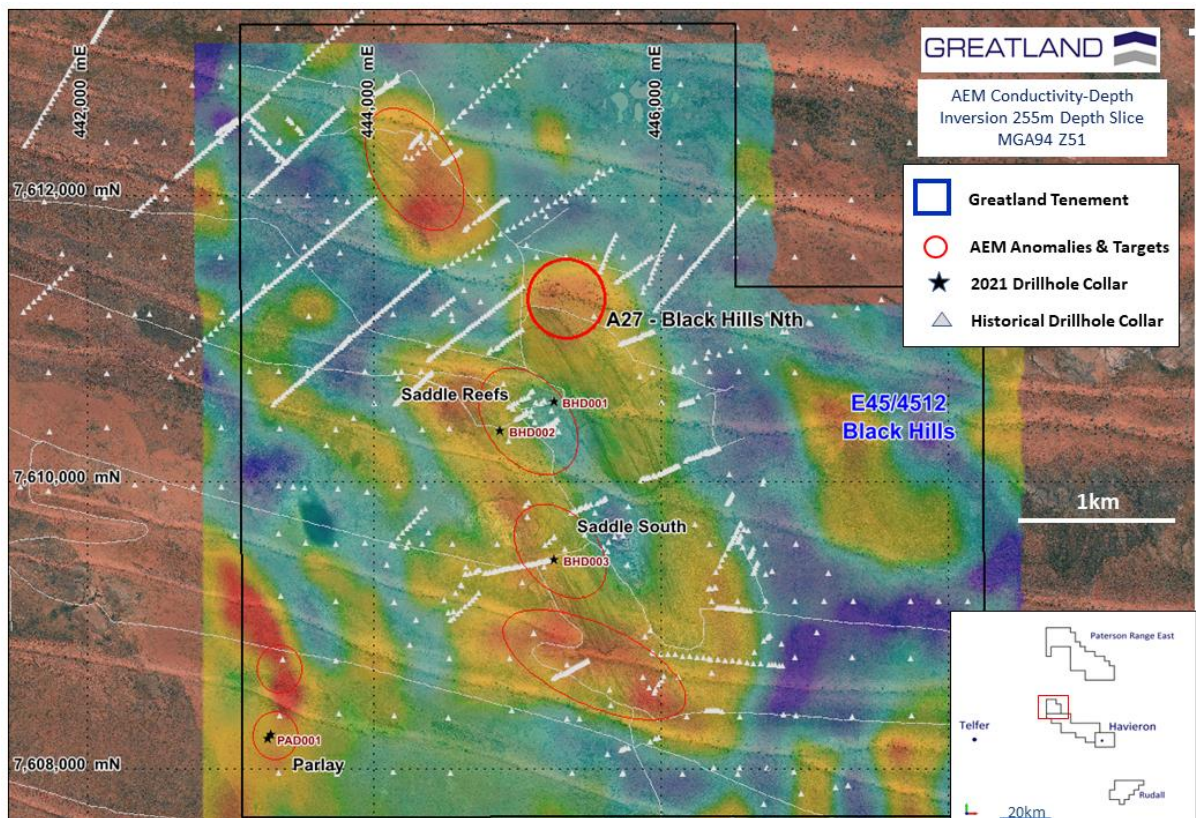 442,000 mE
444,000 mE
446,000 mE
GREATLAND
AEM Conductivity-Depth
Inversion 255m Depth Slice
MGA94 Z51
Greatland Tenement
AEM Anomalies & Targets
2021 Drillhole Collar
Historical Drillhole Collar
7,612,000 mN
A27 - Black Hills Nth
Saddle Reefs
BHD001
BHD002
E45/4512
Black Hills
7,610,000 mN
1km
Saddle South
BHD003
Paterson Range East
Telfer
Havieron
Rudall
20km
PAD001
Parlay
7,608,000 mN